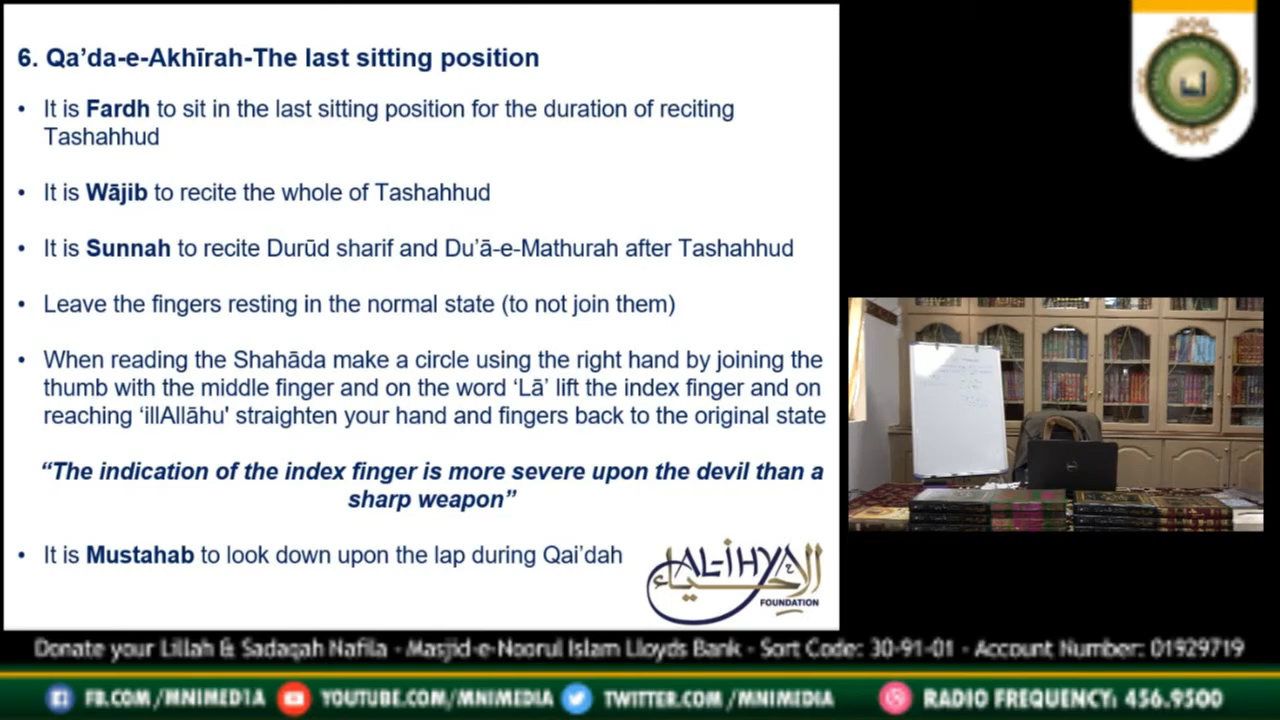 6. Qa’da-e-Akhīrah-The last sitting position
• It is Fardh to sit in the last sitting position for the duration of reciting
Tashahhud
• It is Wājib to recite the whole of Tashahhud
• It is Sunnah to recite Durūd sharif and Du’ā-e-Mathurah after Tashahhud
• Leave the fingers resting in the normal state (to not join them)
• When reading the Shahāda make a circle using the right hand by joining the
thumb with the middle finger and on the word ‘Lā’ lift the index finger and on
reaching ‘illAllāhu' straighten your hand and fingers back to the original state
“The indication of the index finger is more severe upon the devil than a
sharp weapon”
• It is Mustahab to look down upon the lap during Qai’dah
AL-iHYA
الإحياء
FOUNDATION
Donate your Lillah & Sadaqah Nafila - Masjid-e-Noorul Islam Lloyds Bank - Sort Code: 30-91-01 - Account Number: 01929719
FB.COM/MNIMEDIA YOUTUBE.COM/MNIMEDIA TWITTER.COM/MNIMEDIA RADIO FREQUENCY: 456.9500